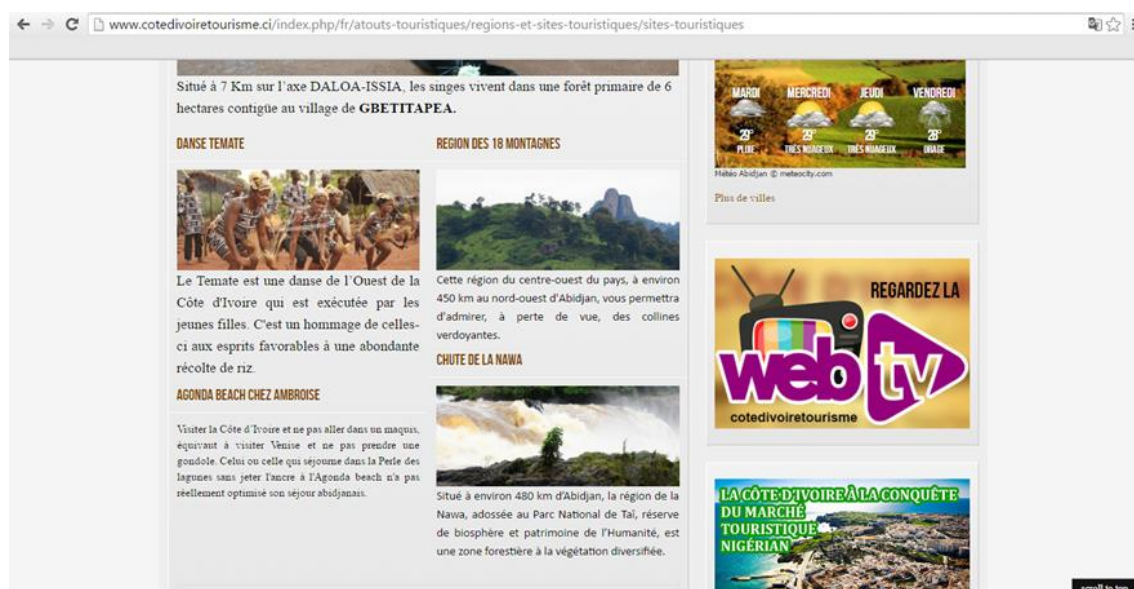 www.cotedivoiretourisme.ci/index.php/fr/atouts-touristiques/regions-et-sites-touristiques/sites-touristiques
Situé à 7 Km sur l'axe DALOA-ISSIA, les singes vivent dans une forêt primaire de 6
hectares contigüe au village de GBETITAPEA.
DANSE TEMATE
Le Temate est une danse de l'Ouest de la
Côte d'Ivoire qui est exécutée par les
jeunes filles. C'est un hommage de celles-
ci aux esprits favorables à une abondante
récolte de riz.
AGONDA BEACH CHEZ AMBROISE
Visiter la Côte d'Ivoire et ne pas aller dans un maquis,
équivaut à visiter Venise et ne pas prendre une
gondole. Celui ou celle qui séjourne dans la Perle des
lagunes sans jeter l'ancre à l'Agonda beach n'a pas
réellement optimisé son séjour abidjanais.
REGION DES 18 MONTAGNES
Cette région du centre-ouest du pays, à environ
450 km au nord-ouest d'Abidjan, vous permettra
d'admirer, à perte de vue, des collines
verdoyantes.
CHUTE DE LA NAWA
Situé à environ 480 km d'Abidjan, la région de la
Nawa, adossée au Parc National de Taï, réserve
de biosphère et patrimoine de l'Humanité, est
une zone forestière à la végétation diversifiée.
MARDI MERCREDI JEUDI VENDREDI
29° 29° 29° 28°
PLUIE TRÈS NUAGEUX TRÈS NUAGEUX ORAGE
Météo Abidjan © meteocity.com
Plus de villes
REGARDEZ LA
web tv
cotedivoiretourisme
LA CÔTE D'IVOIRE À LA CONQUÊTE
DU MARCHÉ
TOURISTIQUE
NIGÉRIAN
scroll to top